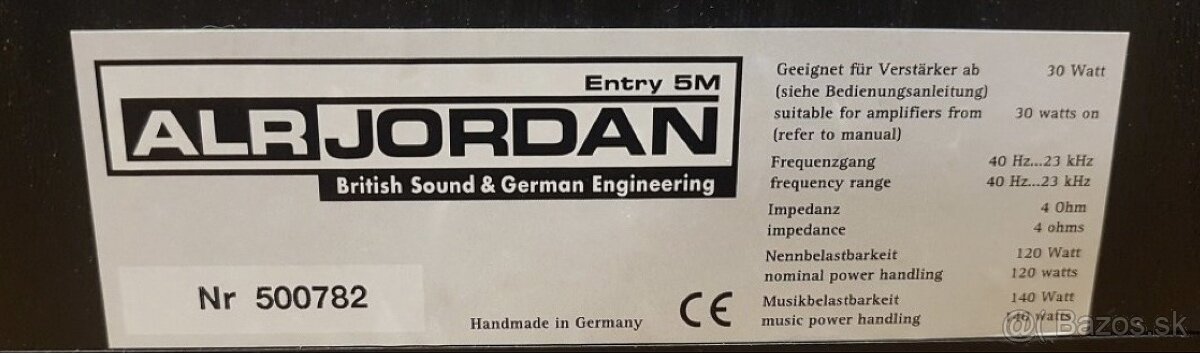 Entry 5M
ALR JORDAN
British Sound & German Engineering
Nr 500782
Handmade in Germany
CE
Geeignet für Verstärker ab 30 Watt
(siehe Bedienungsanleitung)
suitable for amplifiers from 30 watts on
(refer to manual)
Frequenzgang 40 Hz...23 kHz
frequency range 40 Hz...23 kHz
Impedanz 4 Ohm
impedance 4 ohms
Nennbelastbarkeit 120 Watt
nominal power handling 120 watts
Musikbelastbarkeit 140 Watt
music power handling 140 watts
Bazos.sk